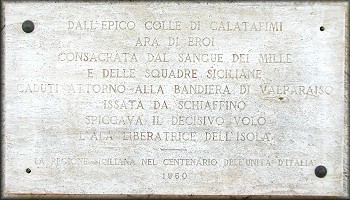 DALL'EPICO COLLE DI CALATAFIMI
ARA DI EROI
CONSACRATA DAL SANGUE DEI MILLE
E DELLE SQUADRE SICILIANE
CADUTI ATTORNO ALLA BANDIERA DI VALPARAISO
ISSATA DA SCHIAFFINO
SPICCAVA IL DECISIVO VOLO
L'ALA LIBERATRICE DELL'ISOLA
LA REGIONE SICILIANA NEL CENTENARIO DELL'UNITÀ D'ITALIA
1960